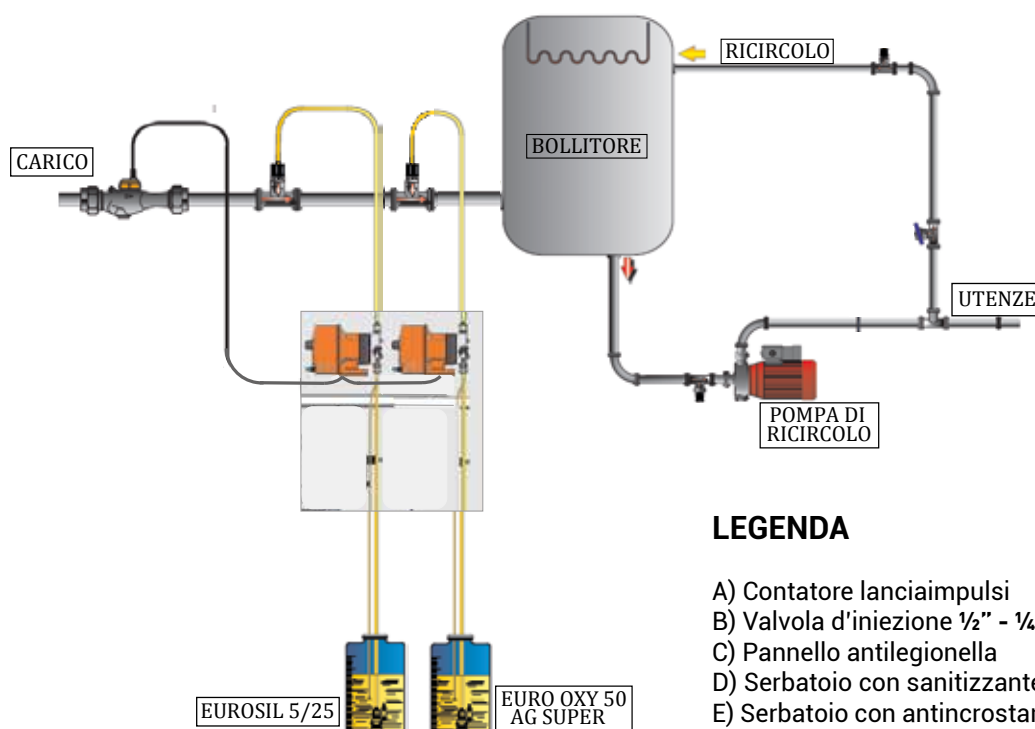 RICIRCOLO
CARICO
BOLLITORE
UTENZE
POMPA DI
RICIRCOLO
LEGENDA
A) Contatore lanciaimpulsi
B) Valvola d'iniezione ½” - ¼
C) Pannello antilegionella
D) Serbatoio con sanitizzante
E) Serbatoio con antincrostan
EUROSIL 5/25
EURO OXY 50
AG SUPER